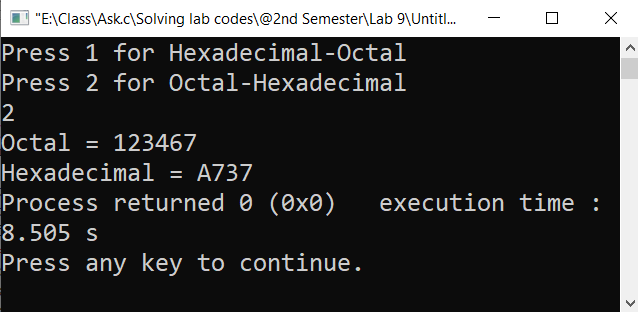 "E:\Class\Ask.c\Solving lab codes\@2nd Semester\Lab 9\Untitl...
Press 1 for Hexadecimal-Octal
Press 2 for Octal-Hexadecimal
2
Octal = 123467
Hexadecimal = A737
Process returned 0 (0x0)   execution time :
8.505 s
Press any key to continue.